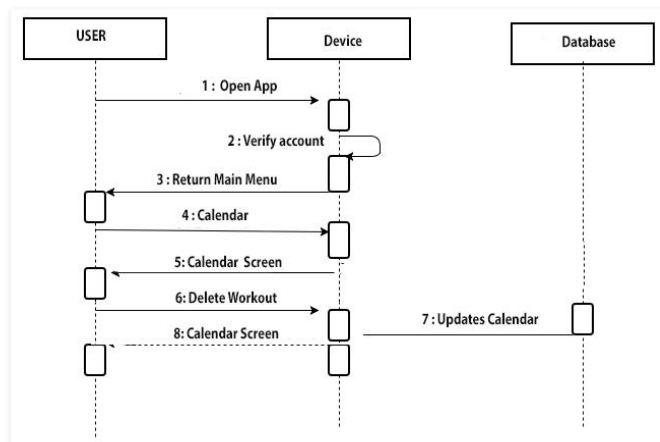 USER
Device
Database
1 : Open App
2 : Verify account
3 : Return Main Menu
4 : Calendar
5: Calendar Screen
6: Delete Workout
7 : Updates Calendar
8: Calendar Screen